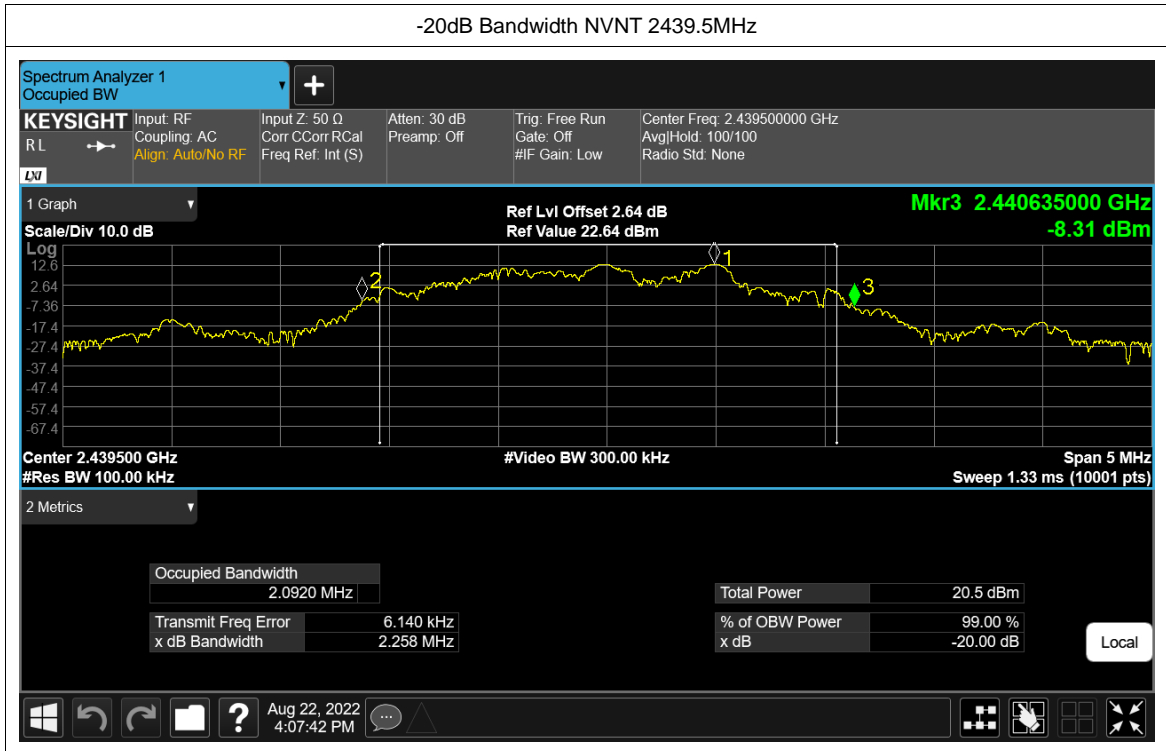 -20dB Bandwidth NVNT 2439.5MHz
Spectrum Analyzer 1
Occupied BW
+
KEYSIGHT
R L
LXI
Input: RF
Coupling: AC
Align: Auto/No RF
Input Z: 50 Ω
Corr CCorr RCal
Freq Ref: Int (S)
Atten: 30 dB
Preamp: Off
Trig: Free Run
Gate: Off
#IF Gain: Low
Center Freq: 2.439500000 GHz
Avg|Hold: 100/100
Radio Std: None
1 Graph
Scale/Div 10.0 dB
Ref Lvl Offset 2.64 dB
Ref Value 22.64 dBm
Mkr3 2.440635000 GHz
-8.31 dBm
Log
12.6
2.64
-7.36
-17.4
-27.4
-37.4
-47.4
-57.4
-67.4
1
2
3
Center 2.439500 GHz
#Res BW 100.00 kHz
#Video BW 300.00 kHz
Span 5 MHz
Sweep 1.33 ms (10001 pts)
2 Metrics
Occupied Bandwidth
2.0920 MHz
Transmit Freq Error 6.140 kHz
x dB Bandwidth 2.258 MHz
Total Power 20.5 dBm
% of OBW Power 99.00 %
x dB -20.00 dB
Local
?
Aug 22, 2022
4:07:42 PM